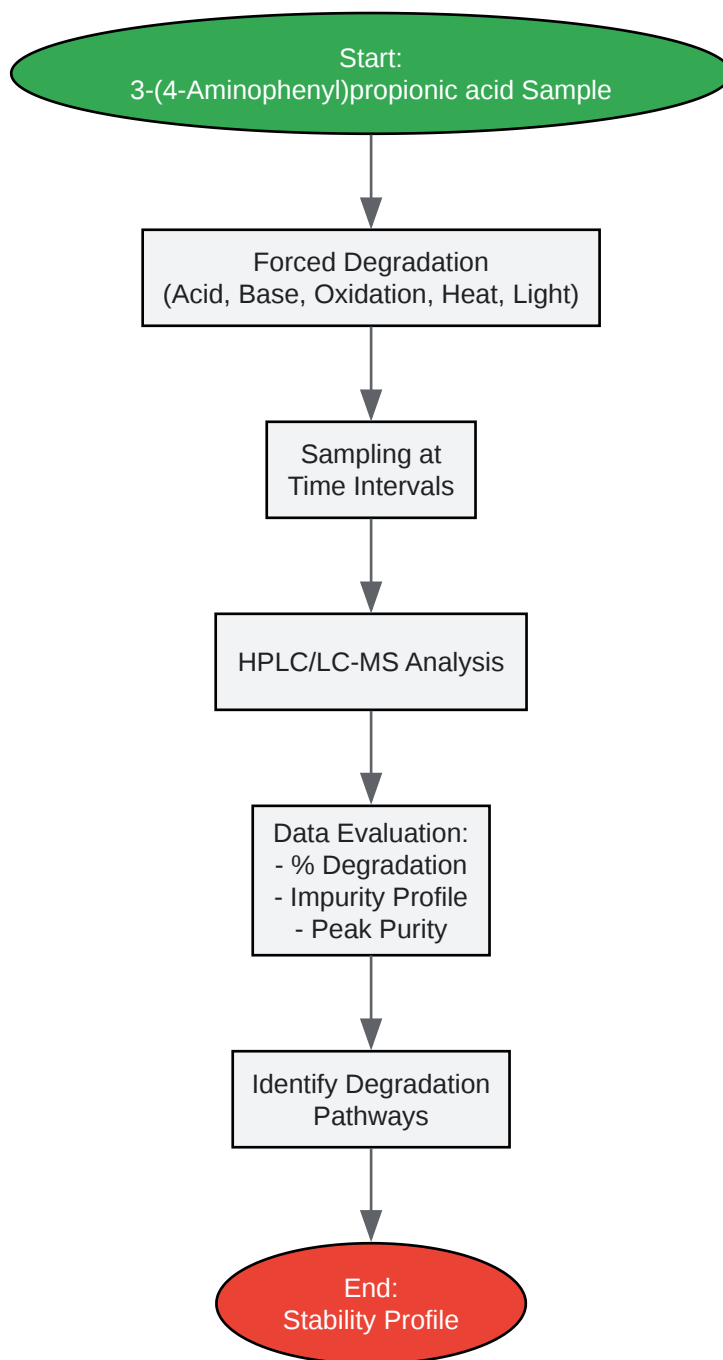 Start:
3-(4-Aminophenyl)propionic acid Sample
Forced Degradation
(Acid, Base, Oxidation, Heat, Light)
Sampling at
Time Intervals
HPLC/LC-MS Analysis
Data Evaluation:
- % Degradation
- Impurity Profile
- Peak Purity
Identify Degradation
Pathways
End:
Stability Profile